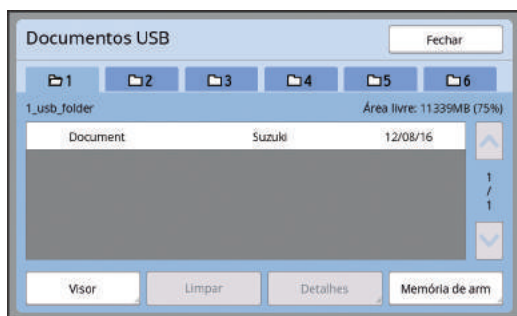 Documentos USB Fechar
1 2 3 4 5 6
1_usb_folder Área livre: 11339MB (75%)
Document Suzuki 12/08/16
1
/
1
Visor Limpar Detalhes Memória de arm